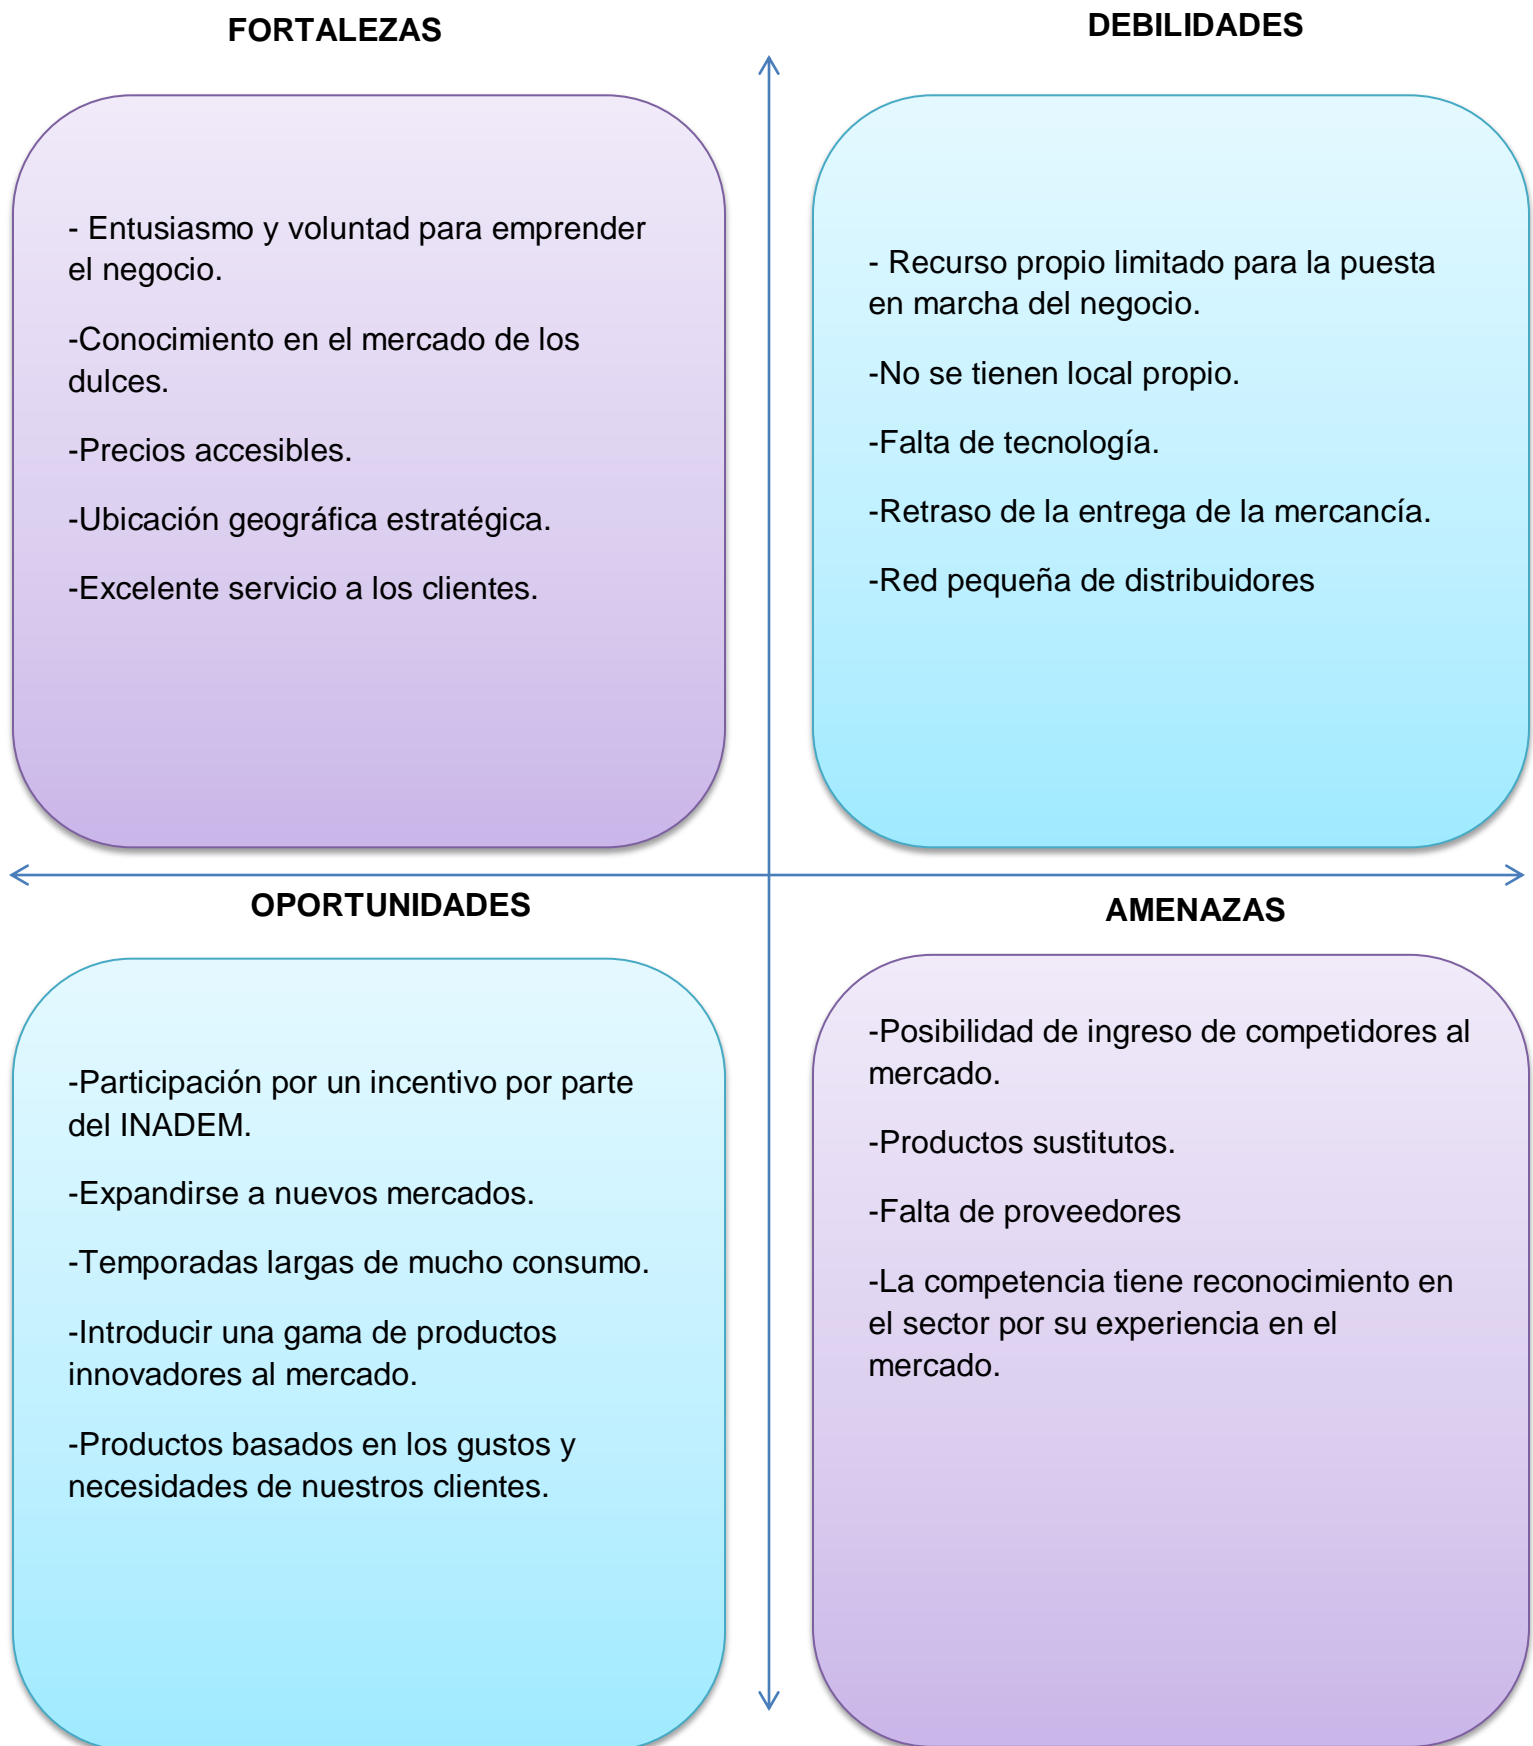 FORTALEZAS
- Entusiasmo y voluntad para emprender
el negocio.
-Conocimiento en el mercado de los
dulces.
-Precios accesibles.
-Ubicación geográfica estratégica.
-Excelente servicio a los clientes.
DEBILIDADES
- Recurso propio limitado para la puesta
en marcha del negocio.
-No se tienen local propio.
-Falta de tecnología.
-Retraso de la entrega de la mercancía.
-Red pequeña de distribuidores
OPORTUNIDADES
-Participación por un incentivo por parte
del INADEM.
-Expandirse a nuevos mercados.
-Temporadas largas de mucho consumo.
-Introducir una gama de productos
innovadores al mercado.
-Productos basados en los gustos y
necesidades de nuestros clientes.
AMENAZAS
-Posibilidad de ingreso de competidores al
mercado.
-Productos sustitutos.
-Falta de proveedores
-La competencia tiene reconocimiento en
el sector por su experiencia en el
mercado.